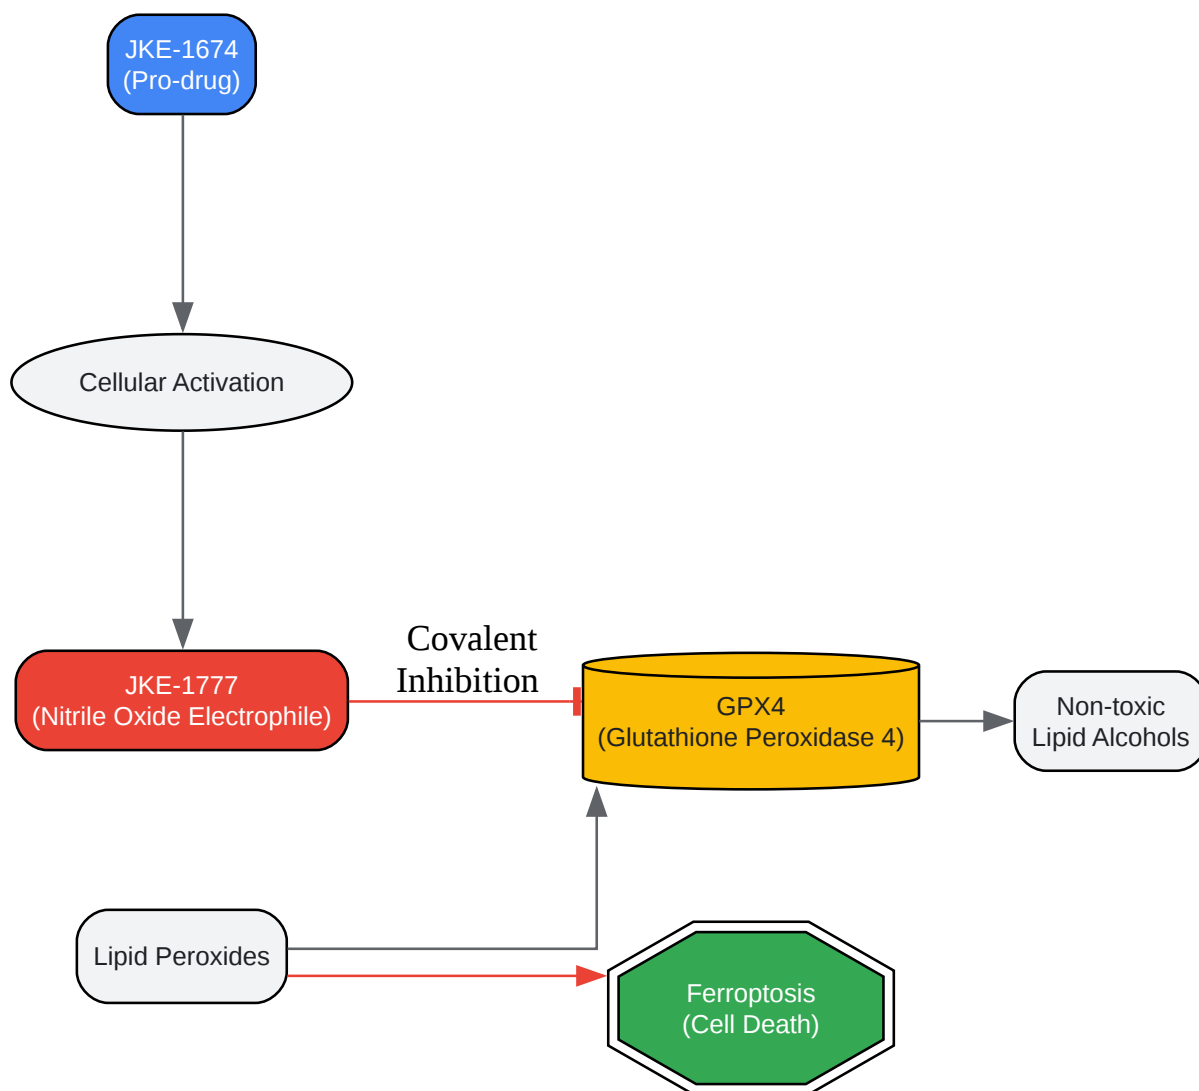 JKE-1674
(Pro-drug)
Cellular Activation
JKE-1777
(Nitrile Oxide Electrophile)
Covalent
Inhibition
GPX4
(Glutathione Peroxidase 4)
Non-toxic
Lipid Alcohols
Lipid Peroxides
Ferroptosis
(Cell Death)